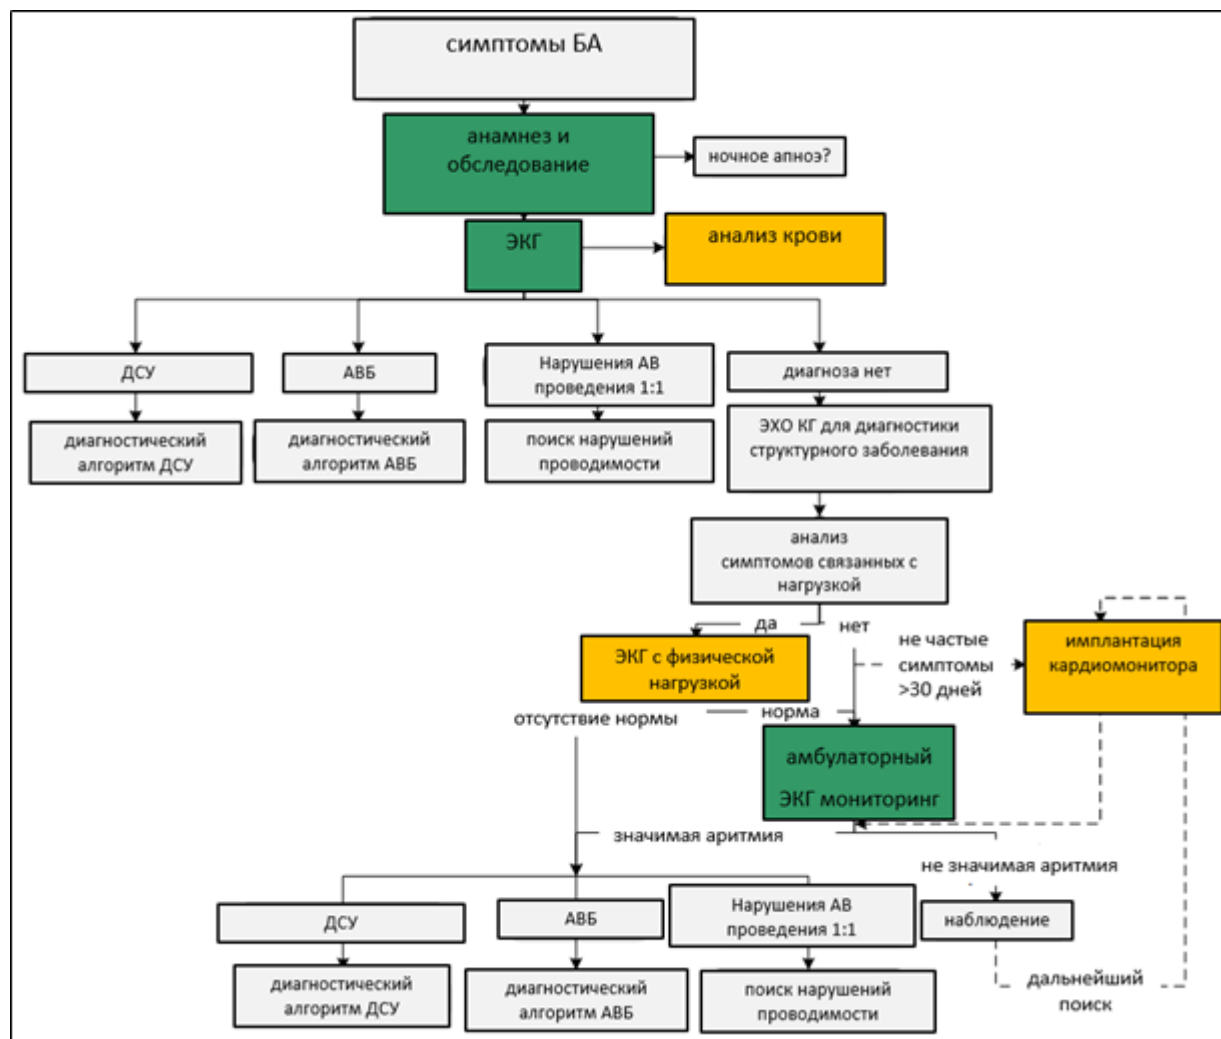 симптомы БА
анамнез и
обследование
ночное апноэ?
ЭКГ
анализ крови
ДСУ
АВБ
Нарушения АВ
проведения 1:1
диагноза нет
диагностический
алгоритм ДСУ
диагностический
алгоритм АВБ
поиск нарушений
проводимости
ЭХО КГ для диагностики
структурного заболевания
анализ
симптомов связанных с
нагрузкой
да
нет
ЭКГ с физической
нагрузкой
не частые
симптомы
>30 дней
имплантация
кардиомонитора
отсутствие нормы
норма
амбулаторный
ЭКГ мониторинг
значимая аритмия
не значимая аритмия
ДСУ
АВБ
Нарушения АВ
проведения 1:1
наблюдение
диагностический
алгоритм ДСУ
диагностический
алгоритм АВБ
поиск нарушений
проводимости
дальнейший
поиск